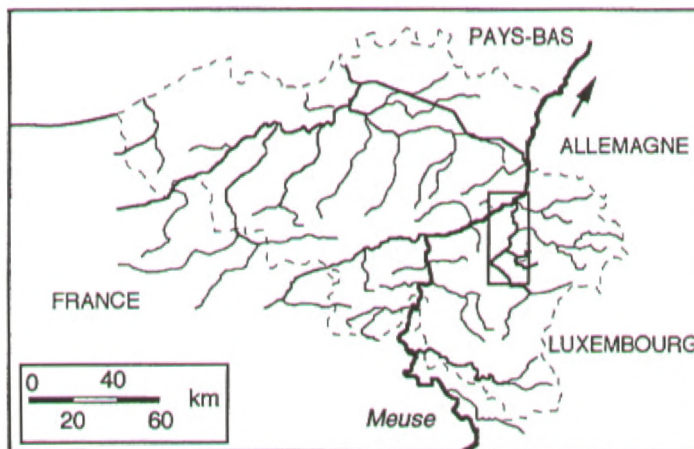 PAYS-BAS
ALLEMAGNE
FRANCE
LUXEMBOURG
0 40
km
20 60
Meuse